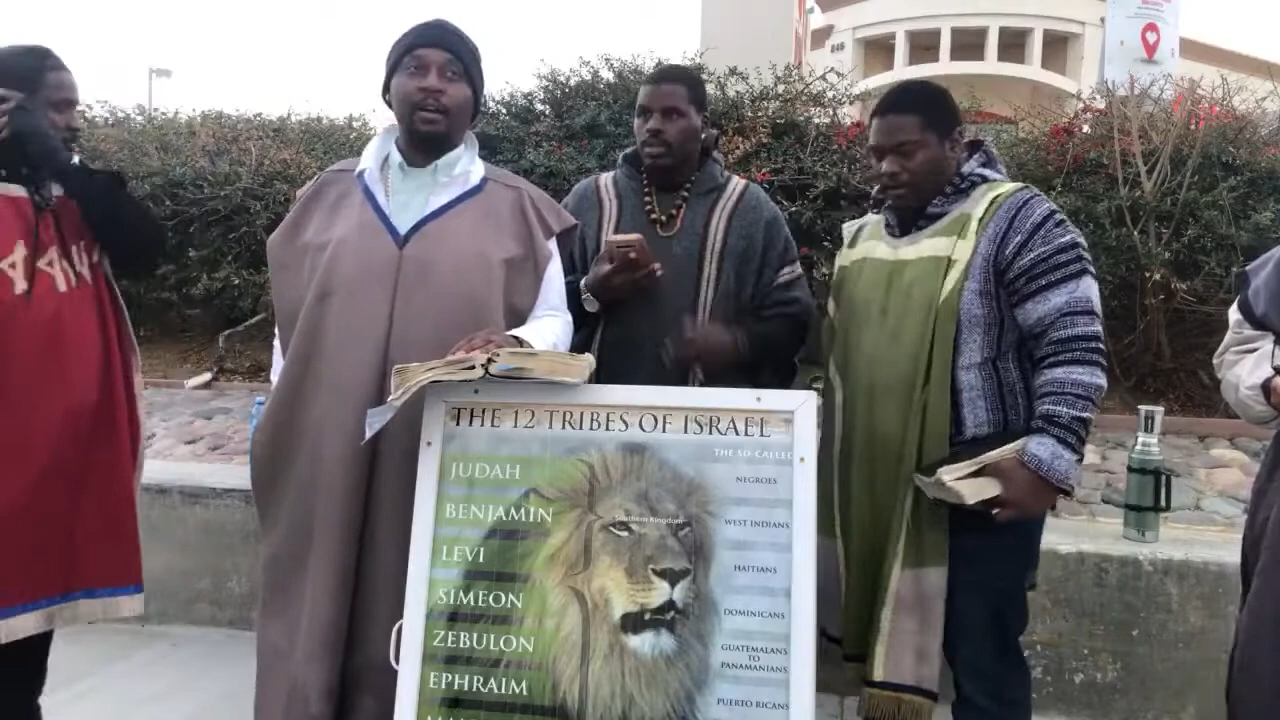 THE 12 TRIBES OF ISRAEL
THE SO-CALLED
JUDAH
NEGROES
BENJAMIN
WEST INDIANS
Southern Kingdom
LEVI
HAITIANS
SIMEON
DOMINICANS
ZEBULON
GUATEMALANS
TO
PANAMANIANS
EPHRAIM
PUERTO RICANS